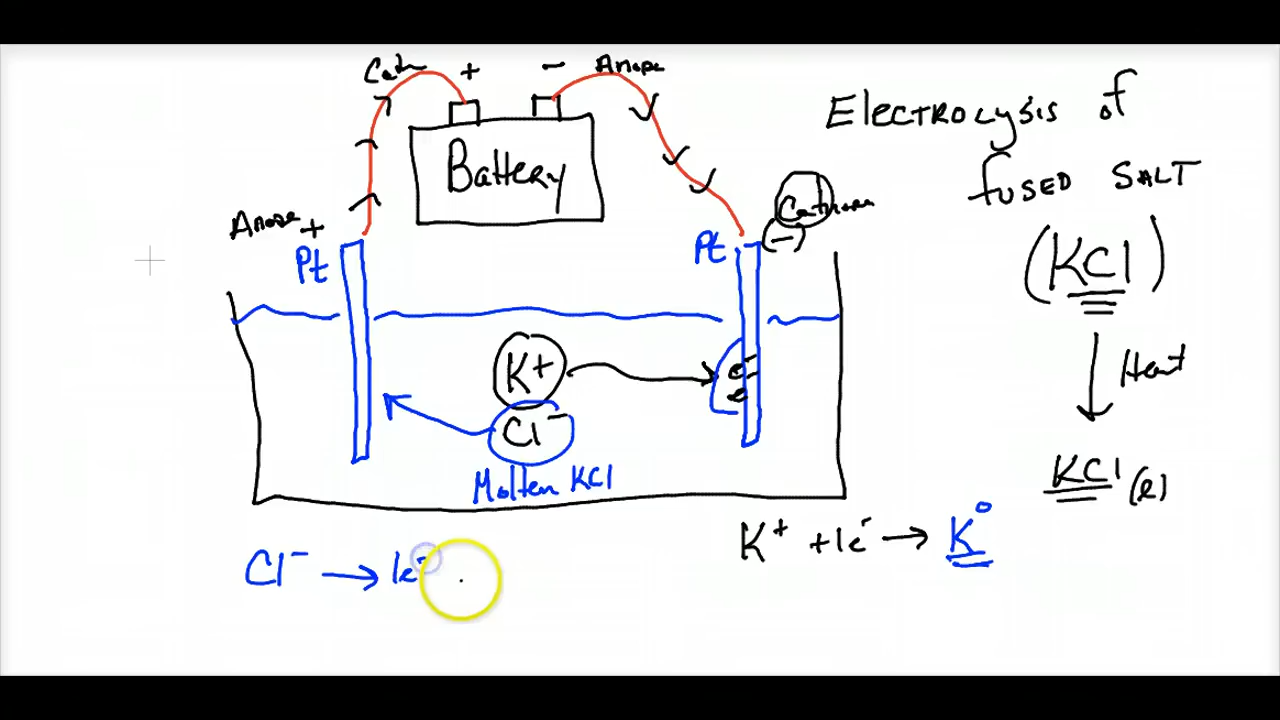 Cath + − Anode
Battery
Electrolysis of
fused salt
(KCl)
Heat
KCl (l)
Anode +
Pt
Pt
Cathode
(−)
K+
Cl−
e−
e
Molten KCl
K+ + 1e− → K0
Cl− → 1e−